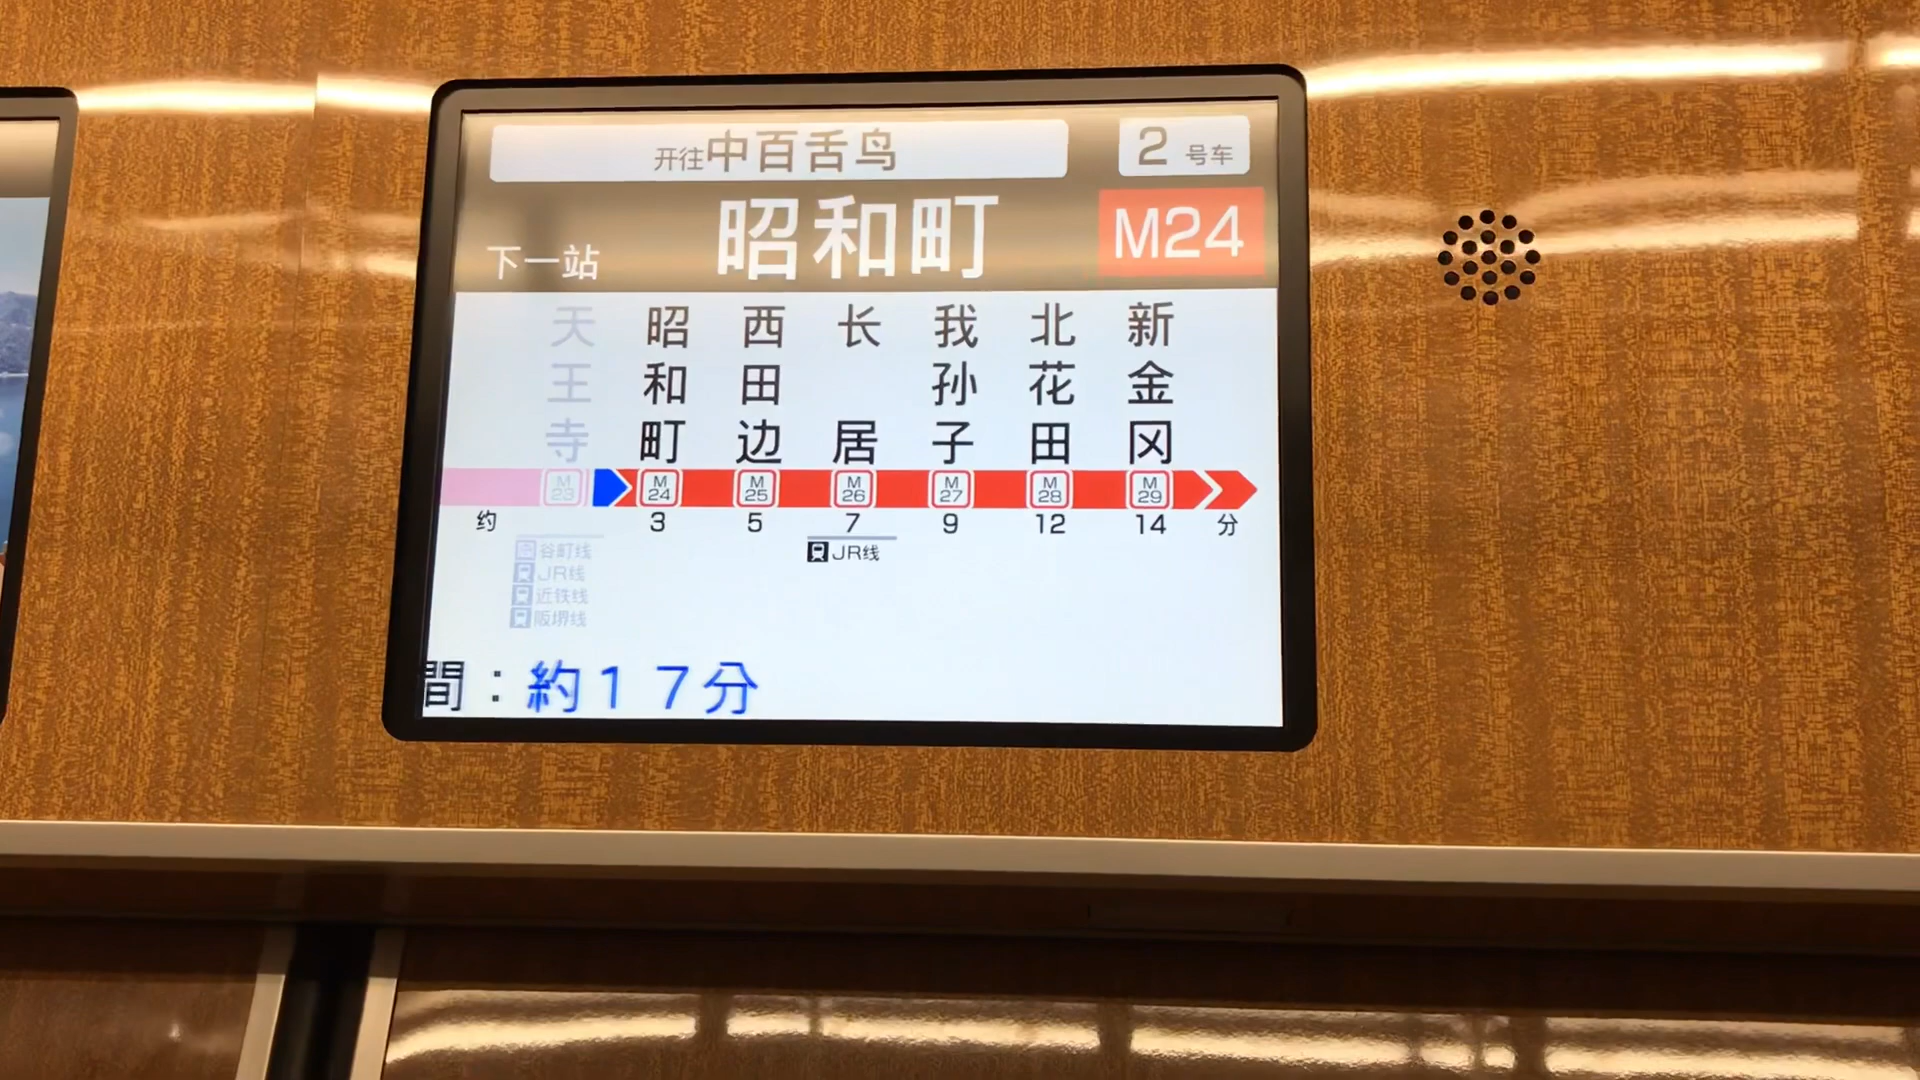 开往中百舌鸟
2 号车
下一站 昭和町 M24
天王寺 昭和町 西田边 长居 我孙子 北花田 新金冈
M23 M24 M25 M26 M27 M28 M29
约 3 5 7 9 12 14 分
谷町线
JR线
近铁线
阪堺线
JR线
間：約１７分